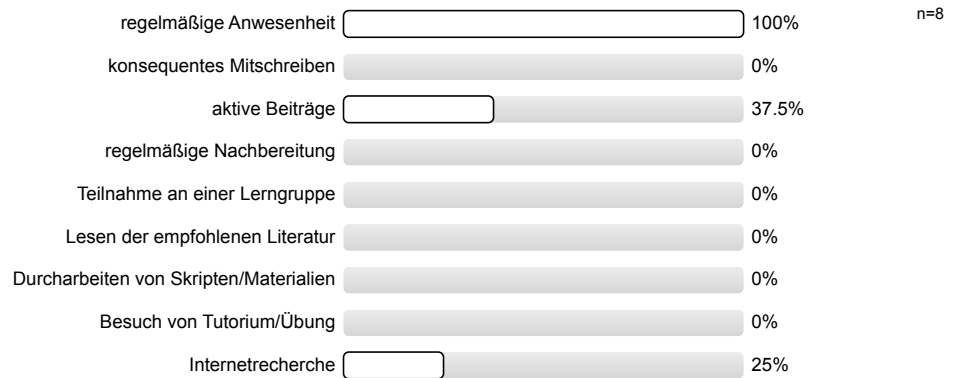 n=8
regelmäßige Anwesenheit 100%
konsequentes Mitschreiben 0%
aktive Beiträge 37.5%
regelmäßige Nachbereitung 0%
Teilnahme an einer Lerngruppe 0%
Lesen der empfohlenen Literatur 0%
Durcharbeiten von Skripten/Materialien 0%
Besuch von Tutorium/Übung 0%
Internetrecherche 25%